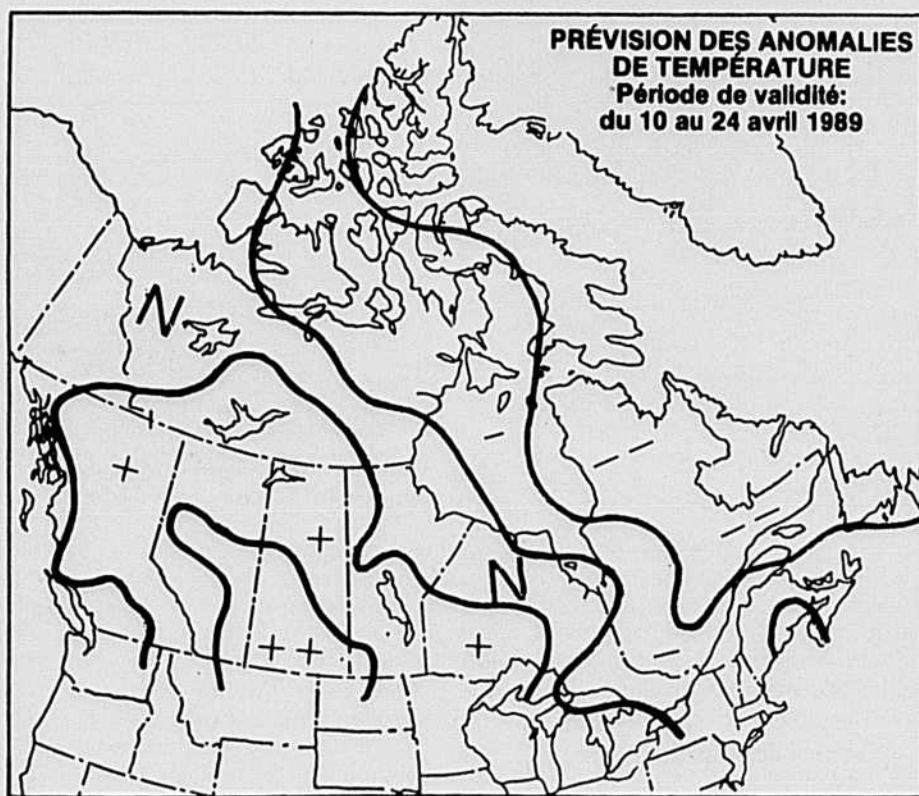 PRÉVISION DES ANOMALIES
DE TEMPÉRATURE
Période de validité:
du 10 au 24 avril 1989
N
+
+
+ +
N
+
—
— —
— —
—